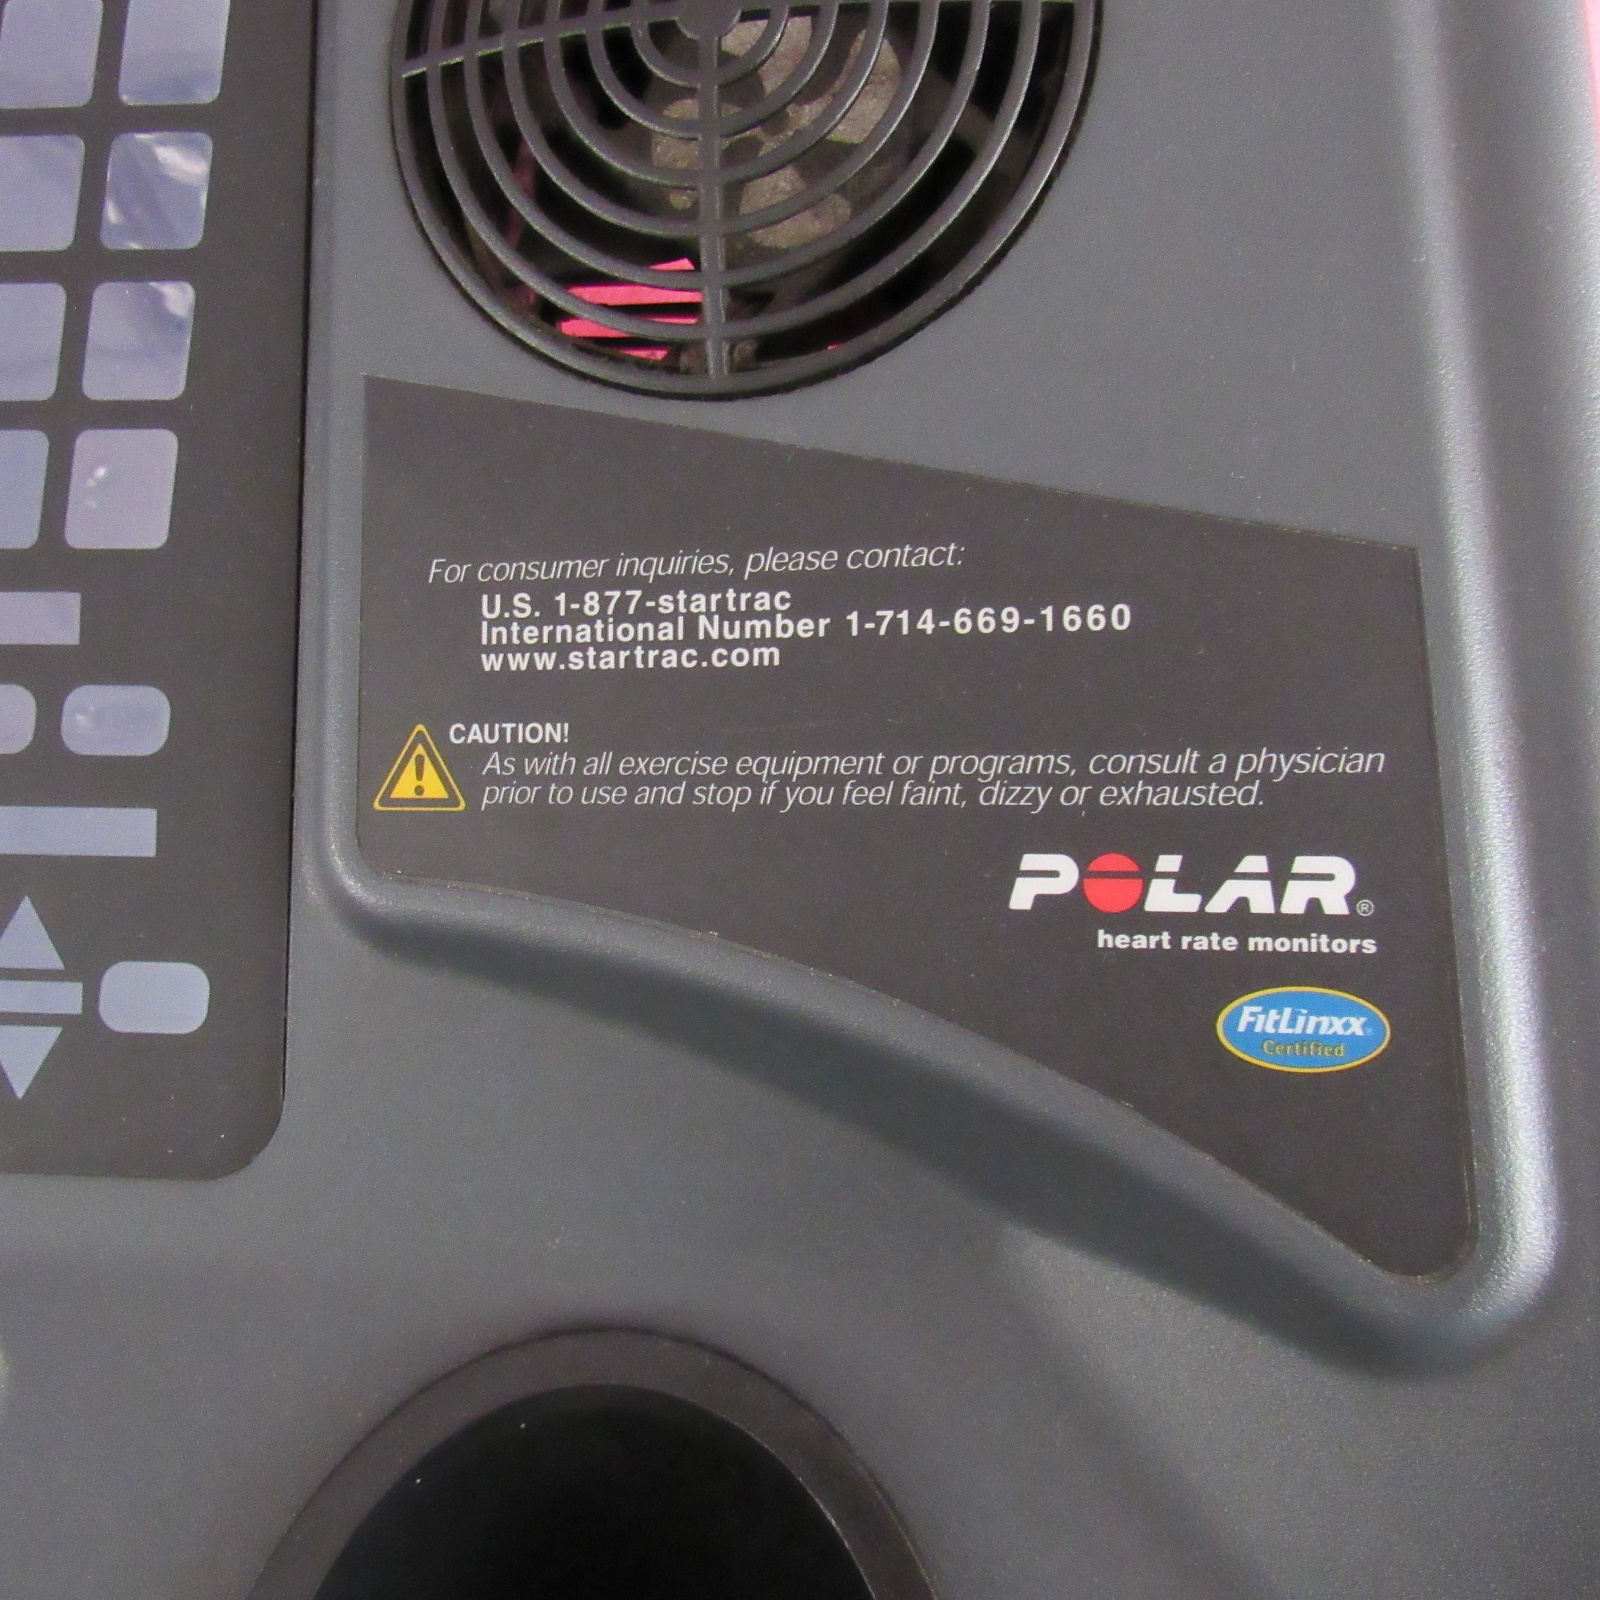 For consumer inquiries, please contact:
U.S. 1-877-startrac
International Number 1-714-669-1660
www.startrac.com
CAUTION!
As with all exercise equipment or programs, consult a physician
prior to use and stop if you feel faint, dizzy or exhausted.
POLAR®
heart rate monitors
FitLinxx
Certified